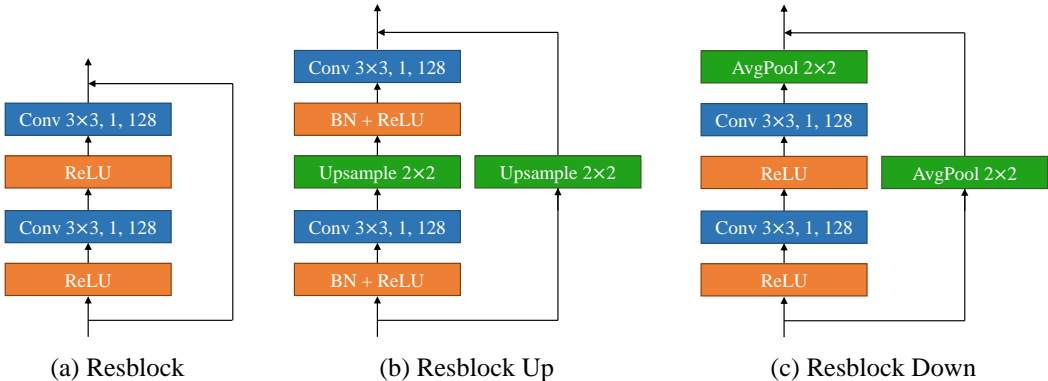 Conv 3×3, 1, 128
ReLU
Conv 3×3, 1, 128
ReLU
(a) Resblock
Conv 3×3, 1, 128
BN + ReLU
Upsample 2×2
Upsample 2×2
Conv 3×3, 1, 128
BN + ReLU
(b) Resblock Up
AvgPool 2×2
Conv 3×3, 1, 128
ReLU
AvgPool 2×2
Conv 3×3, 1, 128
ReLU
(c) Resblock Down